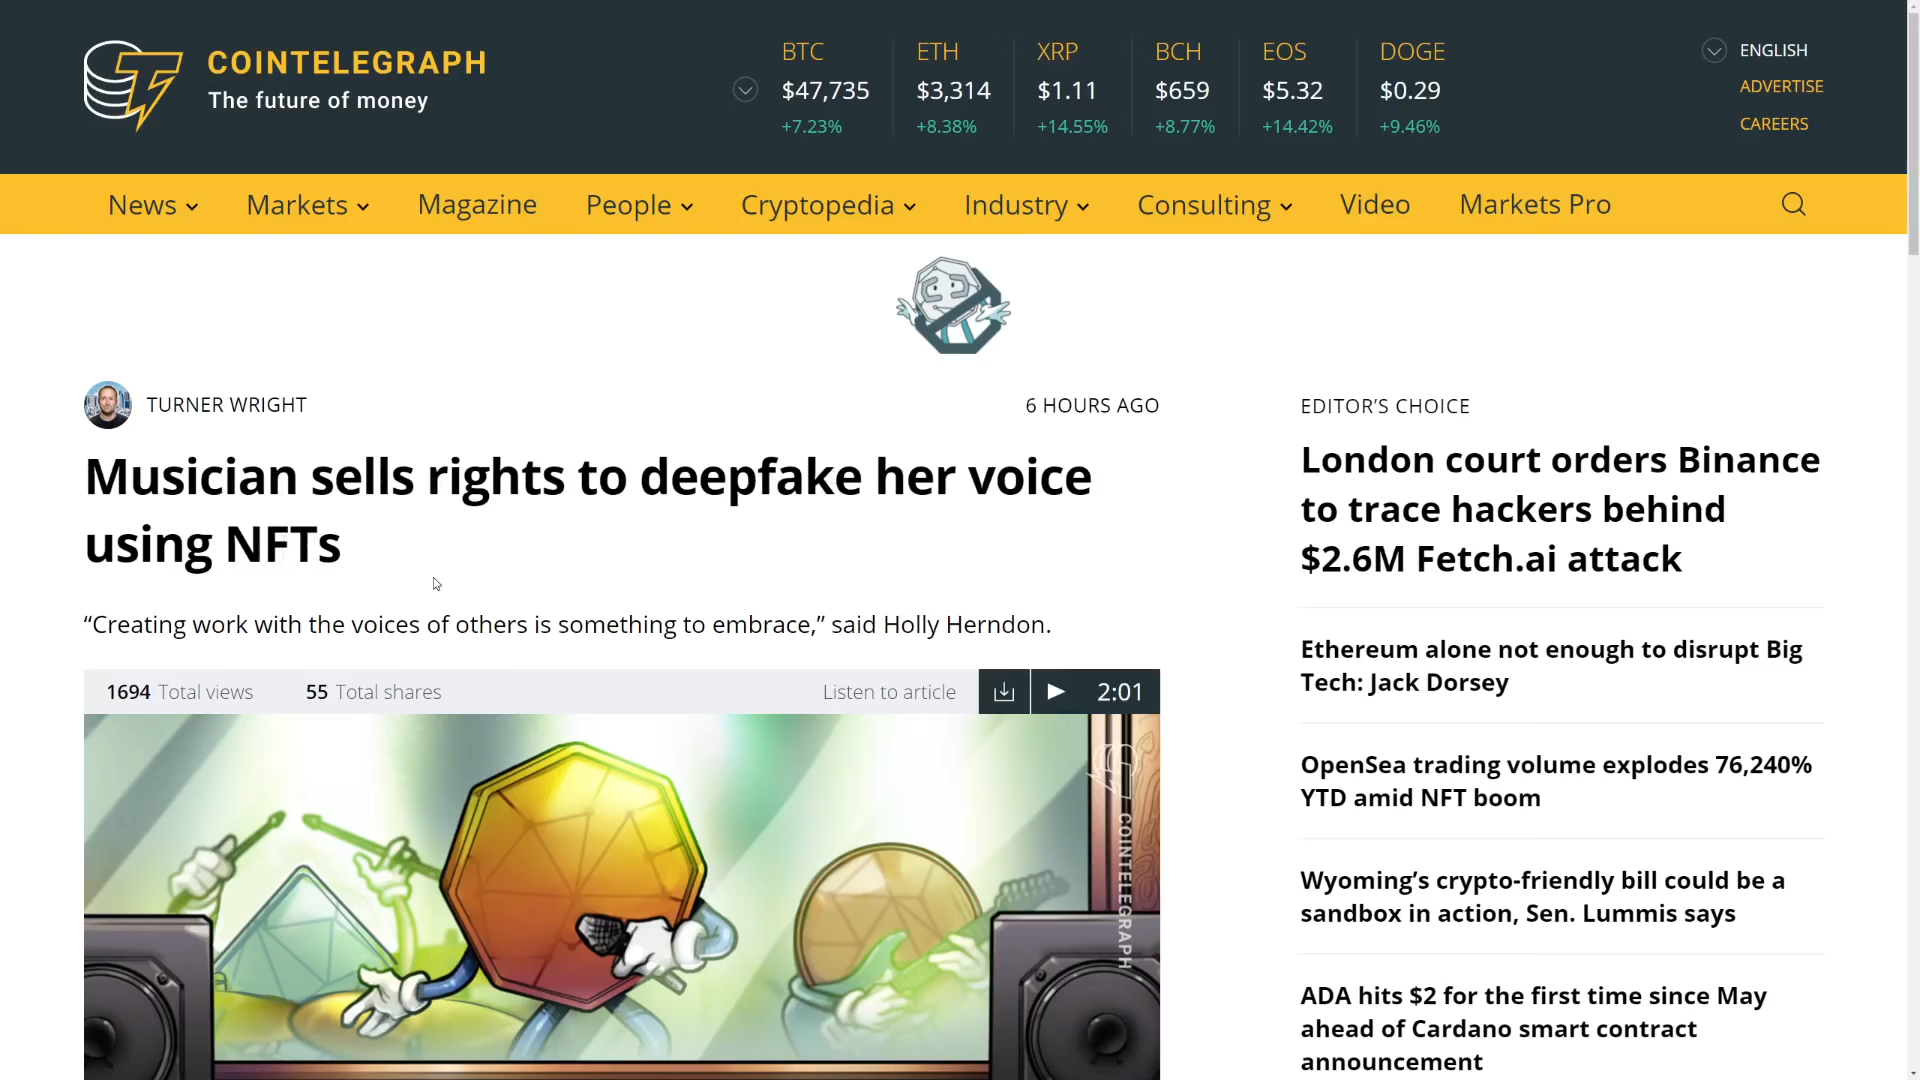 COINTELEGRAPH
The future of money
BTC
$47,735
+7.23%
ETH
$3,314
+8.38%
XRP
$1.11
+14.55%
BCH
$659
+8.77%
EOS
$5.32
+14.42%
DOGE
$0.29
+9.46%
ENGLISH
ADVERTISE
CAREERS
News
Markets
Magazine
People
Cryptopedia
Industry
Consulting
Video
Markets Pro
TURNER WRIGHT
6 HOURS AGO
Musician sells rights to deepfake her voice
using NFTs
“Creating work with the voices of others is something to embrace,” said Holly Herndon.
1694 Total views
55 Total shares
Listen to article
2:01
COINTELEGRAPH
EDITOR’S CHOICE
London court orders Binance
to trace hackers behind
$2.6M Fetch.ai attack
Ethereum alone not enough to disrupt Big
Tech: Jack Dorsey
OpenSea trading volume explodes 76,240%
YTD amid NFT boom
Wyoming’s crypto-friendly bill could be a
sandbox in action, Sen. Lummis says
ADA hits $2 for the first time since May
ahead of Cardano smart contract
announcement